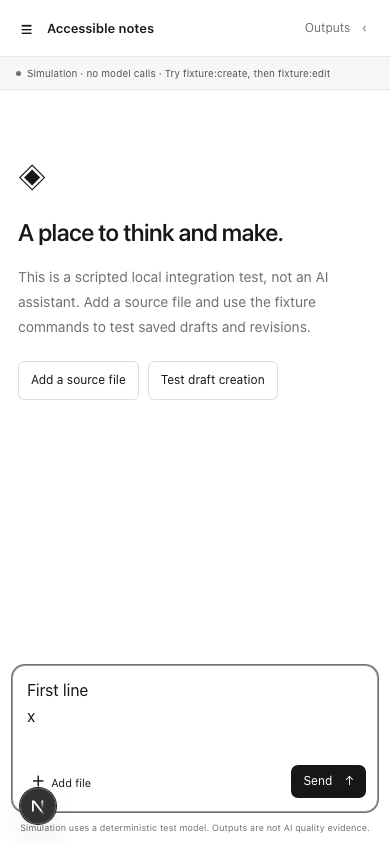 Accessible notes
Outputs
Simulation · no model calls · Try fixture:create, then fixture:edit
A place to think and make.
This is a scripted local integration test, not an AI
assistant. Add a source file and use the fixture
commands to test saved drafts and revisions.
Add a source file
Test draft creation
First line
x
Add file
Send ↑
N
Simulation uses a deterministic test model. Outputs are not AI quality evidence.